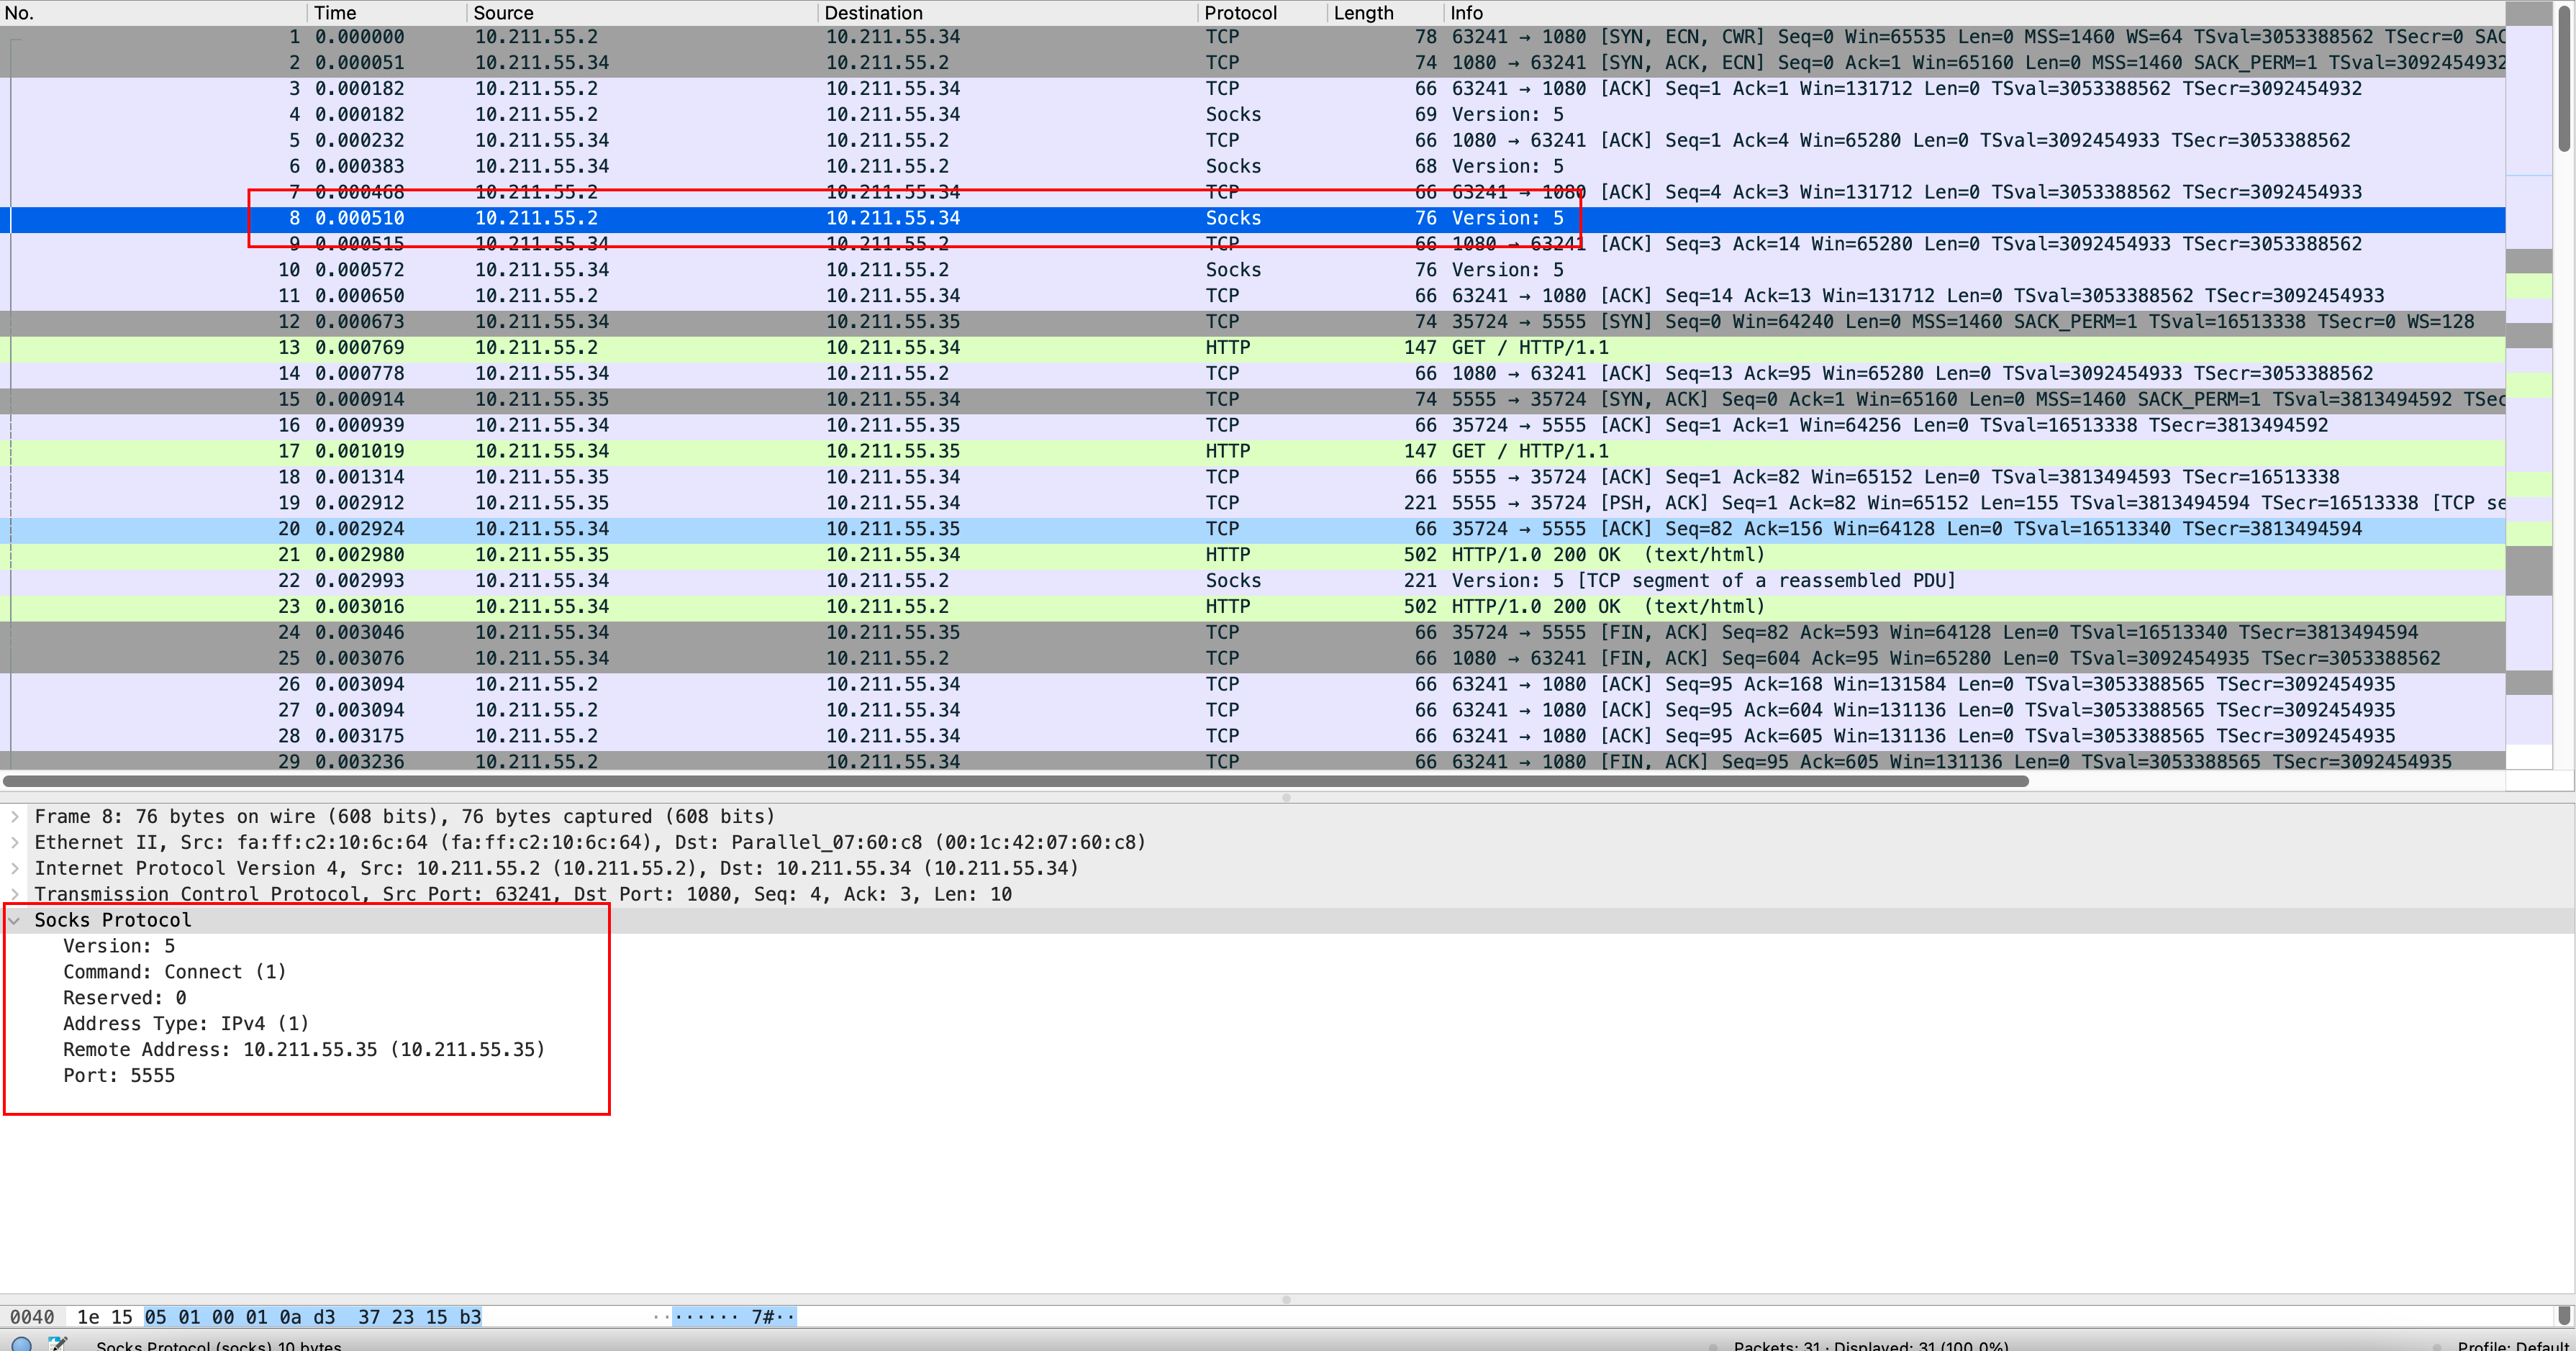 No. Time Source Destination Protocol Length Info
1 0.000000 10.211.55.2 10.211.55.34 TCP 78 63241 → 1080 [SYN, ECN, CWR] Seq=0 Win=65535 Len=0 MSS=1460 WS=64 TSval=3053388562 TSecr=0 SAC
2 0.000051 10.211.55.34 10.211.55.2 TCP 74 1080 → 63241 [SYN, ACK, ECN] Seq=0 Ack=1 Win=65160 Len=0 MSS=1460 SACK_PERM=1 TSval=3092454932
3 0.000182 10.211.55.2 10.211.55.34 TCP 66 63241 → 1080 [ACK] Seq=1 Ack=1 Win=131712 Len=0 TSval=3053388562 TSecr=3092454932
4 0.000182 10.211.55.2 10.211.55.34 Socks 69 Version: 5
5 0.000232 10.211.55.34 10.211.55.2 TCP 66 1080 → 63241 [ACK] Seq=1 Ack=4 Win=65280 Len=0 TSval=3092454933 TSecr=3053388562
6 0.000383 10.211.55.34 10.211.55.2 Socks 68 Version: 5
7 0.000468 10.211.55.2 10.211.55.34 TCP 66 63241 → 1080 [ACK] Seq=4 Ack=3 Win=131712 Len=0 TSval=3053388562 TSecr=3092454933
8 0.000510 10.211.55.2 10.211.55.34 Socks 76 Version: 5
9 0.000515 10.211.55.34 10.211.55.2 TCP 66 1080 → 63241 [ACK] Seq=3 Ack=14 Win=65280 Len=0 TSval=3092454933 TSecr=3053388562
10 0.000572 10.211.55.34 10.211.55.2 Socks 76 Version: 5
11 0.000650 10.211.55.2 10.211.55.34 TCP 66 63241 → 1080 [ACK] Seq=14 Ack=13 Win=131712 Len=0 TSval=3053388562 TSecr=3092454933
12 0.000673 10.211.55.34 10.211.55.35 TCP 74 35724 → 5555 [SYN] Seq=0 Win=64240 Len=0 MSS=1460 SACK_PERM=1 TSval=16513338 TSecr=0 WS=128
13 0.000769 10.211.55.2 10.211.55.34 HTTP 147 GET / HTTP/1.1
14 0.000778 10.211.55.34 10.211.55.2 TCP 66 1080 → 63241 [ACK] Seq=13 Ack=95 Win=65280 Len=0 TSval=3092454933 TSecr=3053388562
15 0.000914 10.211.55.35 10.211.55.34 TCP 74 5555 → 35724 [SYN, ACK] Seq=0 Ack=1 Win=65160 Len=0 MSS=1460 SACK_PERM=1 TSval=3813494592 TSec
16 0.000939 10.211.55.34 10.211.55.35 TCP 66 35724 → 5555 [ACK] Seq=1 Ack=1 Win=64256 Len=0 TSval=16513338 TSecr=3813494592
17 0.001019 10.211.55.34 10.211.55.35 HTTP 147 GET / HTTP/1.1
18 0.001314 10.211.55.35 10.211.55.34 TCP 66 5555 → 35724 [ACK] Seq=1 Ack=82 Win=65152 Len=0 TSval=3813494593 TSecr=16513338
19 0.002912 10.211.55.35 10.211.55.34 TCP 221 5555 → 35724 [PSH, ACK] Seq=1 Ack=82 Win=65152 Len=155 TSval=3813494594 TSecr=16513338 [TCP se
20 0.002924 10.211.55.34 10.211.55.35 TCP 66 35724 → 5555 [ACK] Seq=82 Ack=156 Win=64128 Len=0 TSval=16513340 TSecr=3813494594
21 0.002980 10.211.55.35 10.211.55.34 HTTP 502 HTTP/1.0 200 OK (text/html)
22 0.002993 10.211.55.34 10.211.55.2 Socks 221 Version: 5 [TCP segment of a reassembled PDU]
23 0.003016 10.211.55.34 10.211.55.2 HTTP 502 HTTP/1.0 200 OK (text/html)
24 0.003046 10.211.55.34 10.211.55.35 TCP 66 35724 → 5555 [FIN, ACK] Seq=82 Ack=593 Win=64128 Len=0 TSval=16513340 TSecr=3813494594
25 0.003076 10.211.55.34 10.211.55.2 TCP 66 1080 → 63241 [FIN, ACK] Seq=604 Ack=95 Win=65280 Len=0 TSval=3092454935 TSecr=3053388562
26 0.003094 10.211.55.2 10.211.55.34 TCP 66 63241 → 1080 [ACK] Seq=95 Ack=168 Win=131584 Len=0 TSval=3053388565 TSecr=3092454935
27 0.003094 10.211.55.2 10.211.55.34 TCP 66 63241 → 1080 [ACK] Seq=95 Ack=604 Win=131136 Len=0 TSval=3053388565 TSecr=3092454935
28 0.003175 10.211.55.2 10.211.55.34 TCP 66 63241 → 1080 [ACK] Seq=95 Ack=605 Win=131136 Len=0 TSval=3053388565 TSecr=3092454935
29 0.003236 10.211.55.2 10.211.55.34 TCP 66 63241 → 1080 [FIN, ACK] Seq=95 Ack=605 Win=131136 Len=0 TSval=3053388565 TSecr=3092454935
Frame 8: 76 bytes on wire (608 bits), 76 bytes captured (608 bits)
Ethernet II, Src: fa:ff:c2:10:6c:64 (fa:ff:c2:10:6c:64), Dst: Parallel_07:60:c8 (00:1c:42:07:60:c8)
Internet Protocol Version 4, Src: 10.211.55.2 (10.211.55.2), Dst: 10.211.55.34 (10.211.55.34)
Transmission Control Protocol, Src Port: 63241, Dst Port: 1080, Seq: 4, Ack: 3, Len: 10
Socks Protocol
Version: 5
Command: Connect (1)
Reserved: 0
Address Type: IPv4 (1)
Remote Address: 10.211.55.35 (10.211.55.35)
Port: 5555
0040 1e 15 05 01 00 01 0a d3 37 23 15 b3 ········ 7#··
Socks Protocol (socks) 10 bytes Packets: 31 · Displayed: 31 (100.0%) Profile: Default